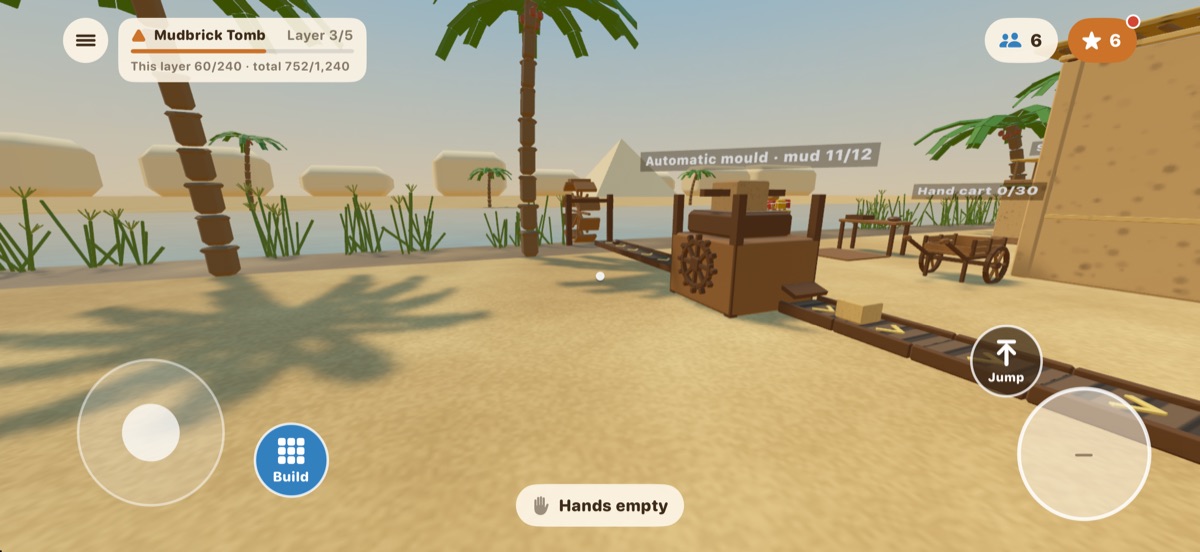 Mudbrick Tomb Layer 3/5
This layer 60/240 · total 752/1,240
6
6
Automatic mould · mud 11/12
Hand cart 0/30
Jump
Build
Hands empty